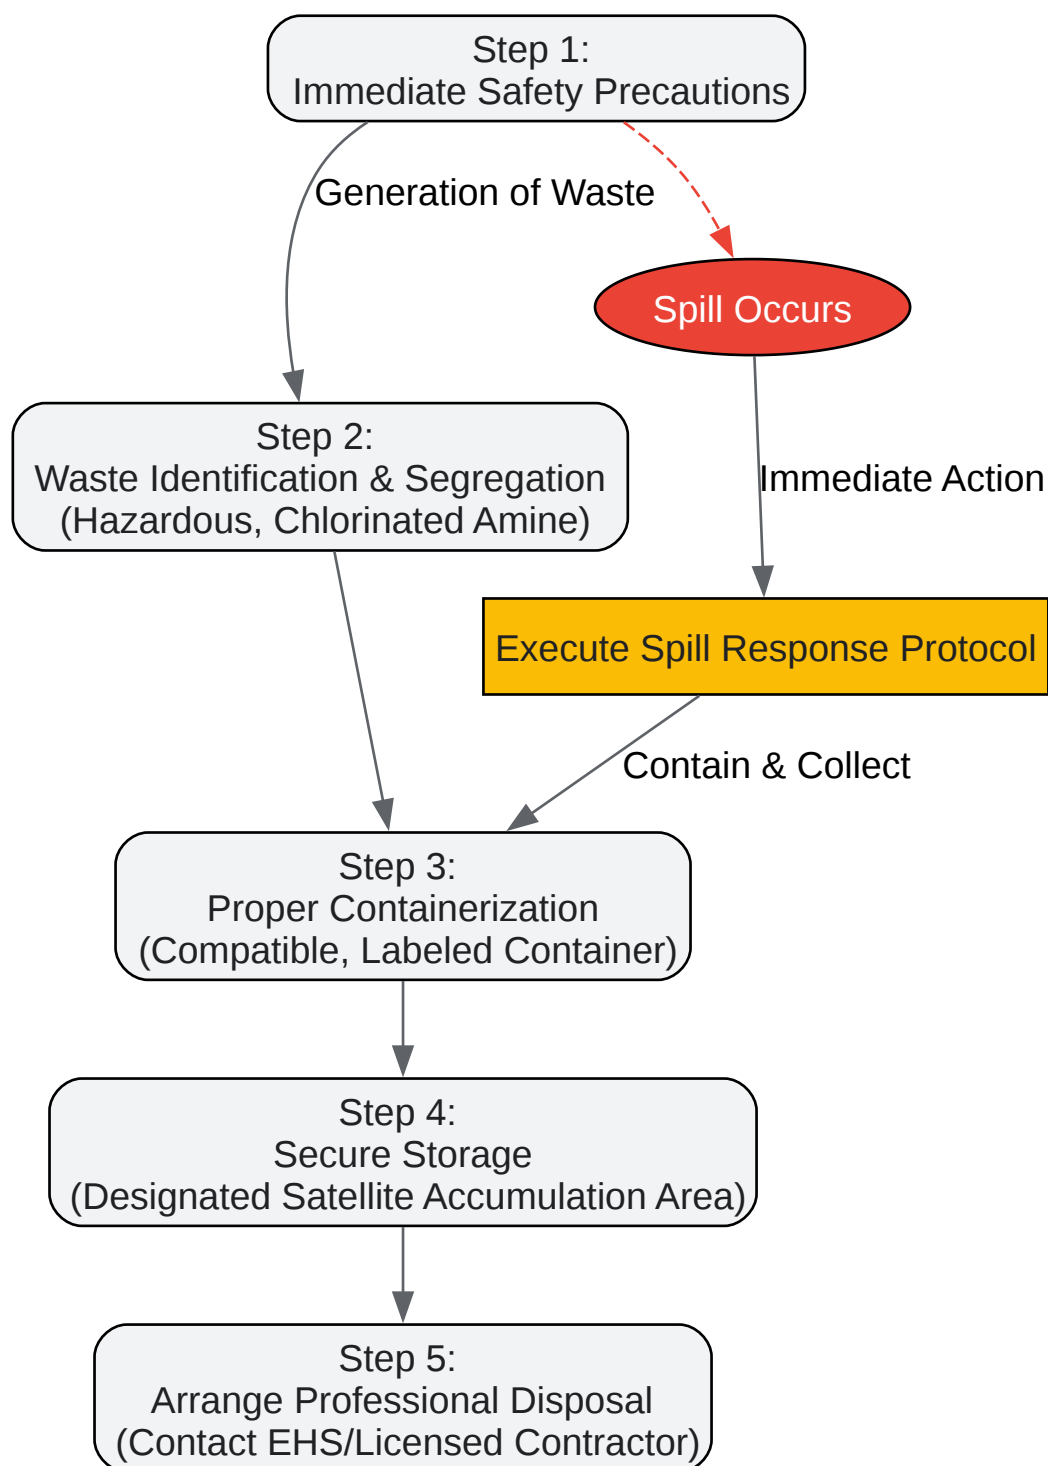 Step 1:
Immediate Safety Precautions
Generation of Waste
Spill Occurs
Step 2:
Waste Identification & Segregation
(Hazardous, Chlorinated Amine)
Immediate Action
Execute Spill Response Protocol
Contain & Collect
Step 3:
Proper Containerization
(Compatible, Labeled Container)
Step 4:
Secure Storage
(Designated Satellite Accumulation Area)
Step 5:
Arrange Professional Disposal
(Contact EHS/Licensed Contractor)